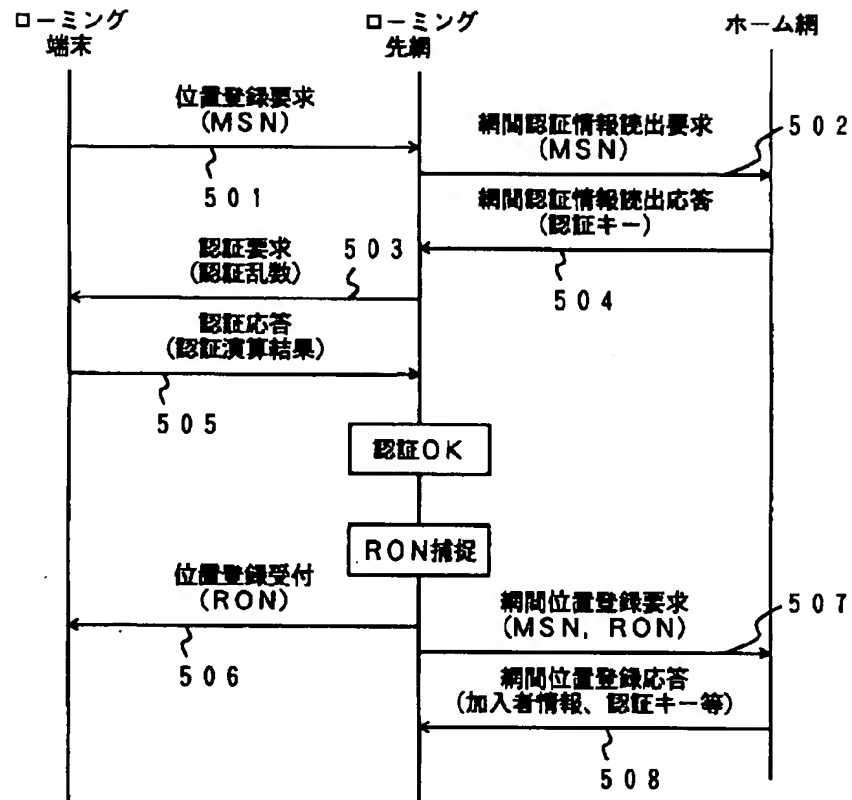 ローミング
端末
ローミング
先網
ホーム網
位置登録要求
(MSN)
501
網間認証情報読出要求
(MSN)
502
網間認証情報読出応答
(認証キー)
504
認証要求
(認証乱数)
503
認証応答
(認証演算結果)
505
認証OK
RON捕捉
位置登録受付
(RON)
506
網間位置登録要求
(MSN, RON)
507
網間位置登録応答
(加入者情報、認証キー等)
508